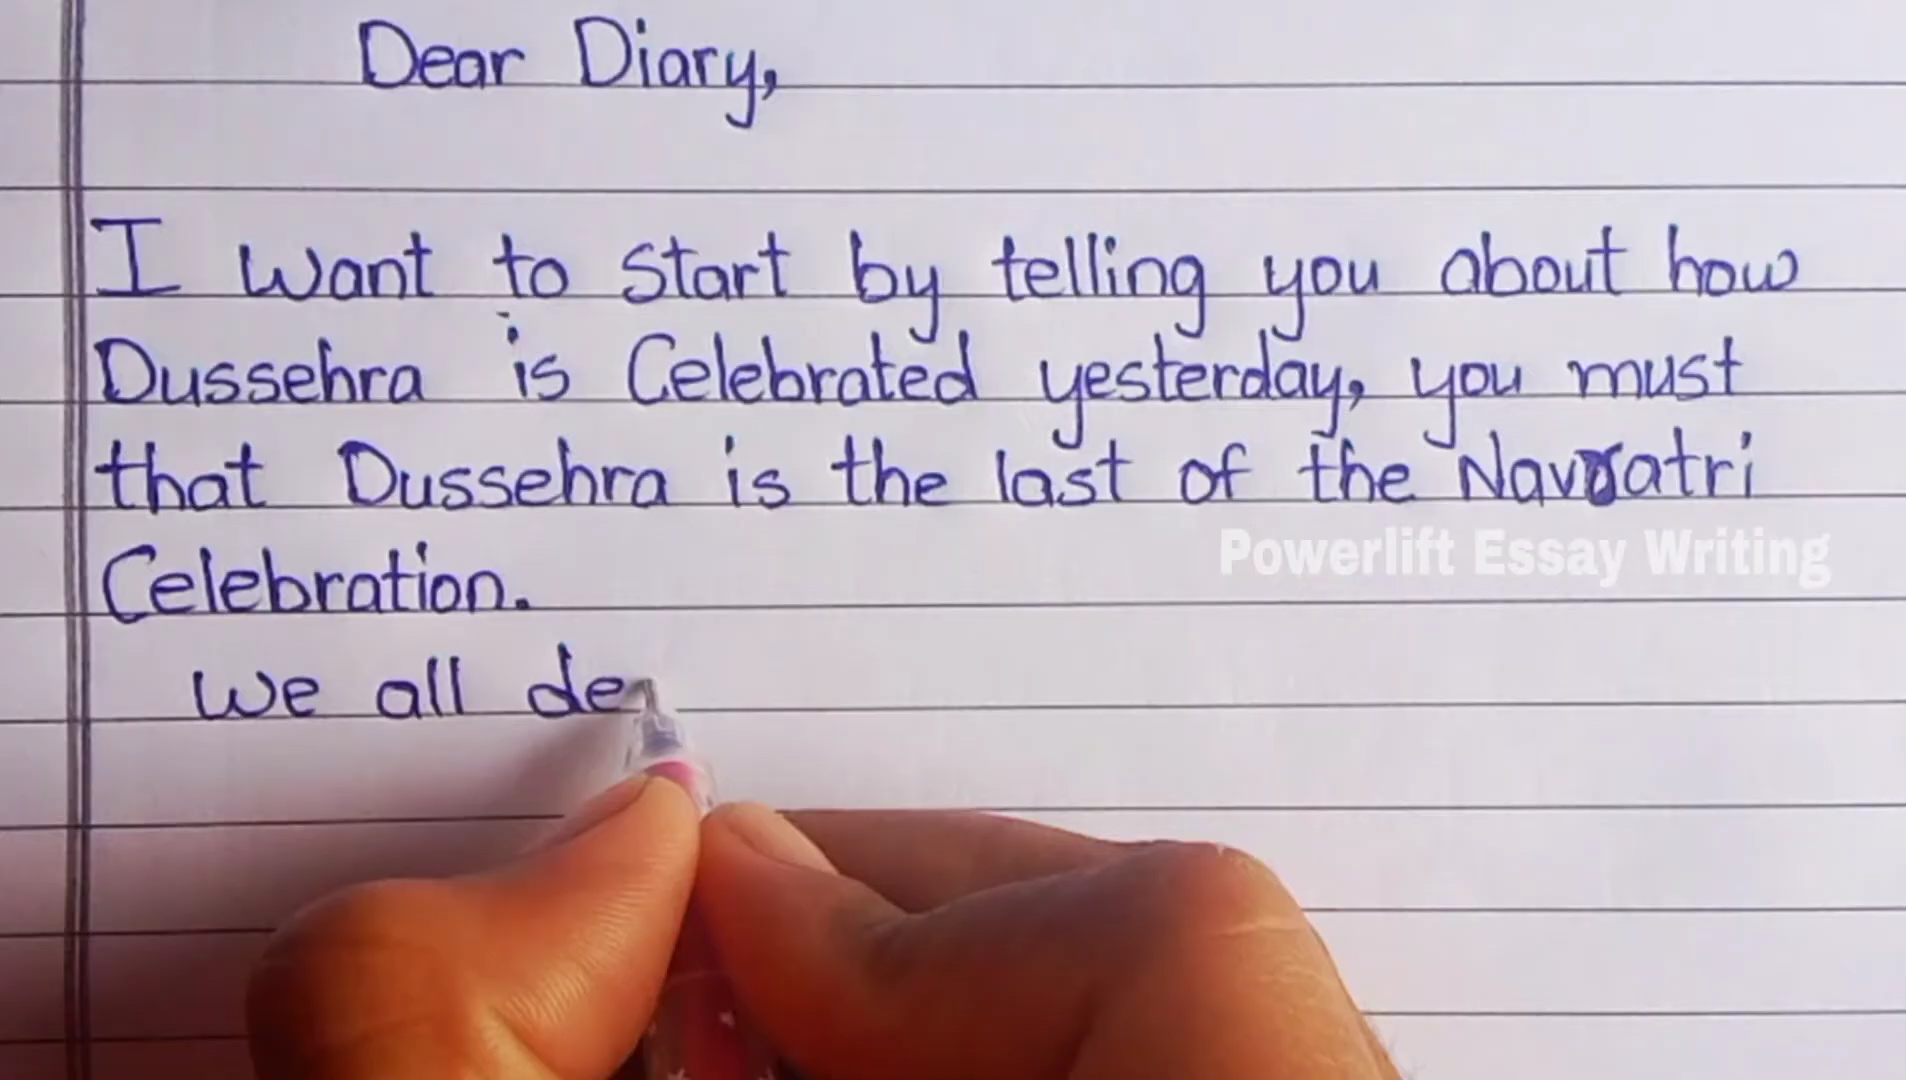 Dear Diary,
I want to start by telling you about how
Dussehra is Celebrated yesterday, you must
that Dussehra is the last of the Navratri
Powerlift Essay Writing
Celebration.
We all de